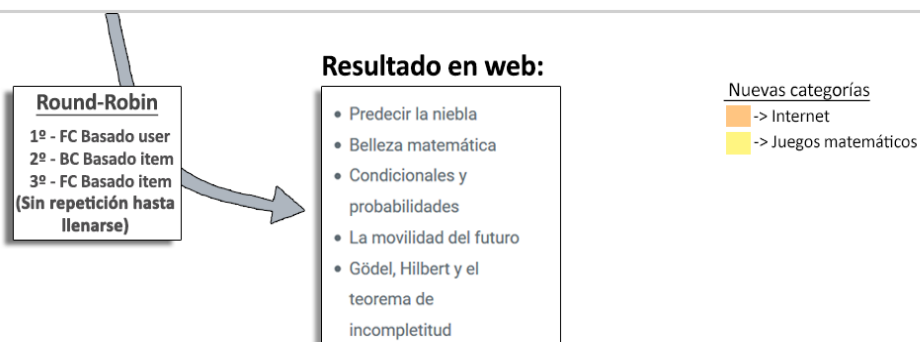 Round-Robin
1º - FC Basado user
2º - BC Basado item
3º - FC Basado item
(Sin repetición hasta
llenarse)
Resultado en web:
• Predecir la niebla
• Belleza matemática
• Condicionales y
probabilidades
• La movilidad del futuro
• Gödel, Hilbert y el
teorema de
incompletitud
Nuevas categorías
-> Internet
-> Juegos matemáticos